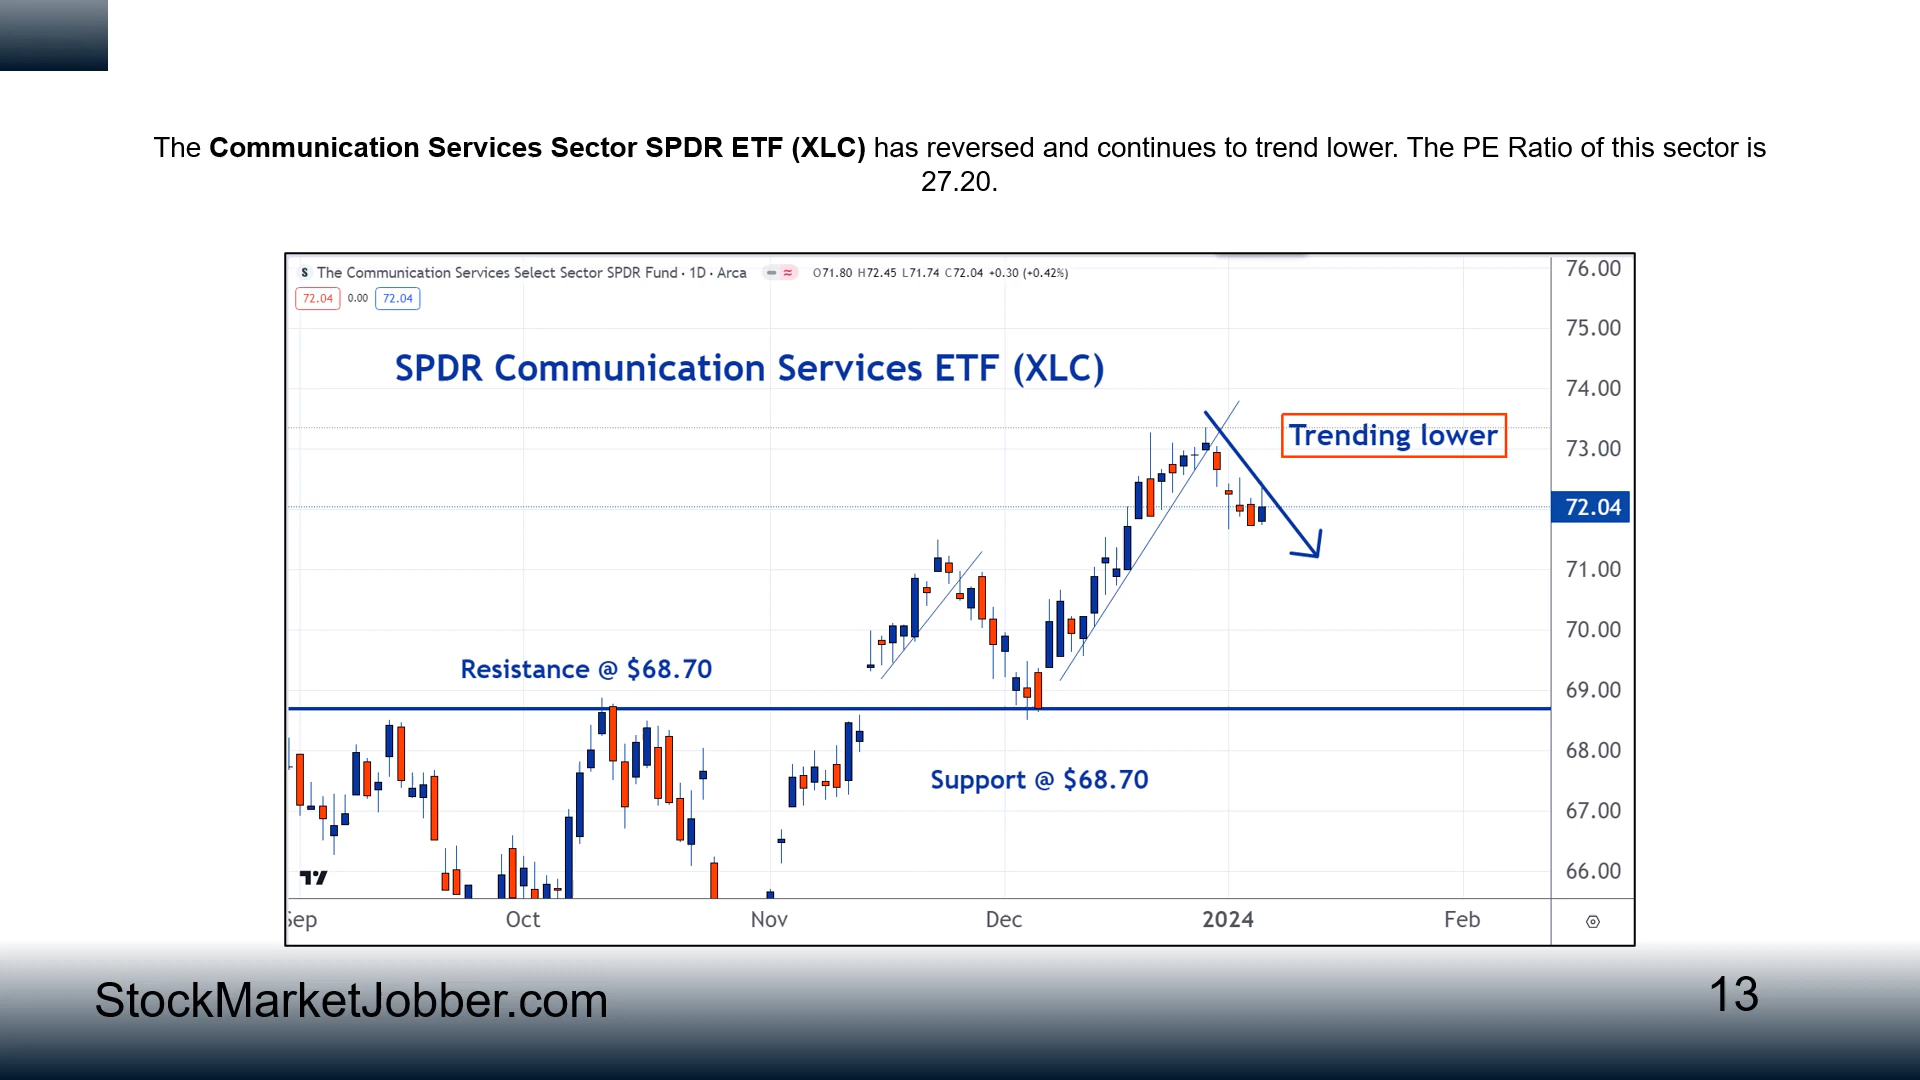 The Communication Services Sector SPDR ETF (XLC) has reversed and continues to trend lower. The PE Ratio of this sector is
27.20.
S The Communication Services Select Sector SPDR Fund · 1D · Arca O71.80 H72.45 L71.74 C72.04 +0.30 (+0.42%)
72.04 0.00 72.04
SPDR Communication Services ETF (XLC)
Trending lower
Resistance @ $68.70
Support @ $68.70
76.00
75.00
74.00
73.00
72.04
71.00
70.00
69.00
68.00
67.00
66.00
Sep Oct Nov Dec 2024 Feb
StockMarketJobber.com
13